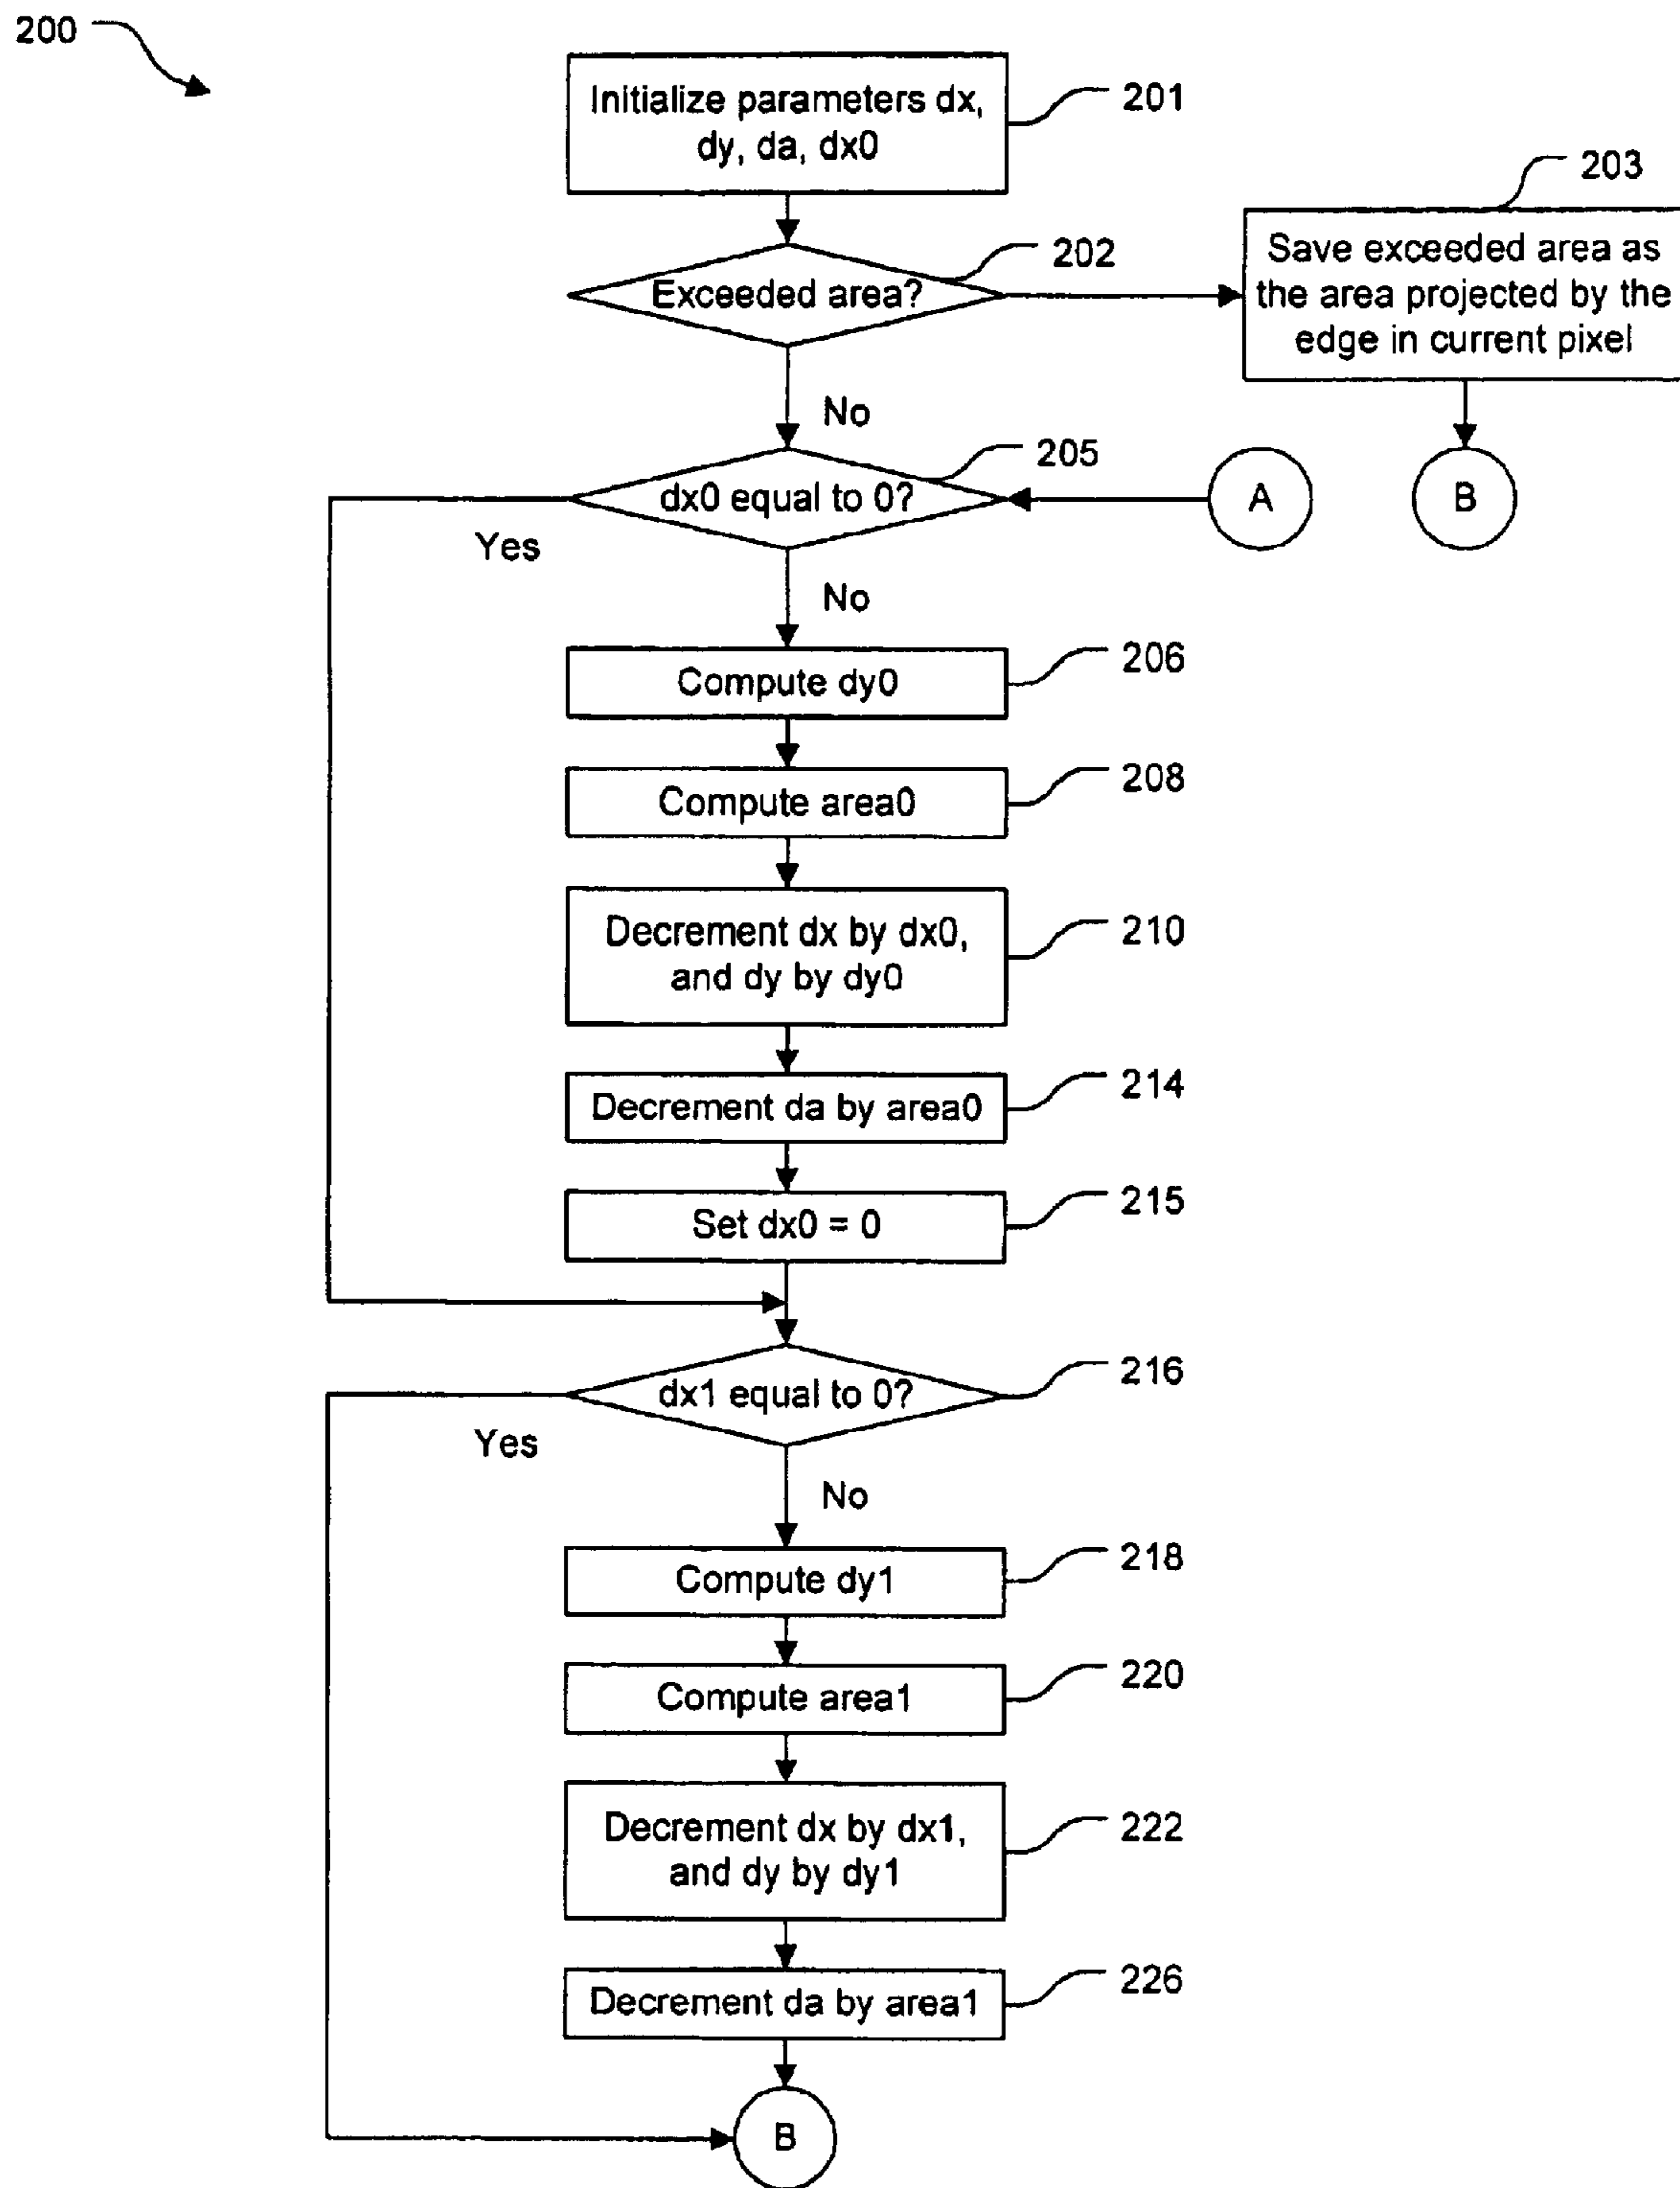 200
Initialize parameters dx,
dy, da, dx0
201
203
Exceeded area?
202
Save exceeded area as
the area projected by the
edge in current pixel
No
dx0 equal to 0?
205
A
B
Yes
No
Compute dy0
206
Compute area0
208
Decrement dx by dx0,
and dy by dy0
210
Decrement da by area0
214
Set dx0 = 0
215
dx1 equal to 0?
216
Yes
No
Compute dy1
218
Compute area1
220
Decrement dx by dx1,
and dy by dy1
222
Decrement da by area1
226
B